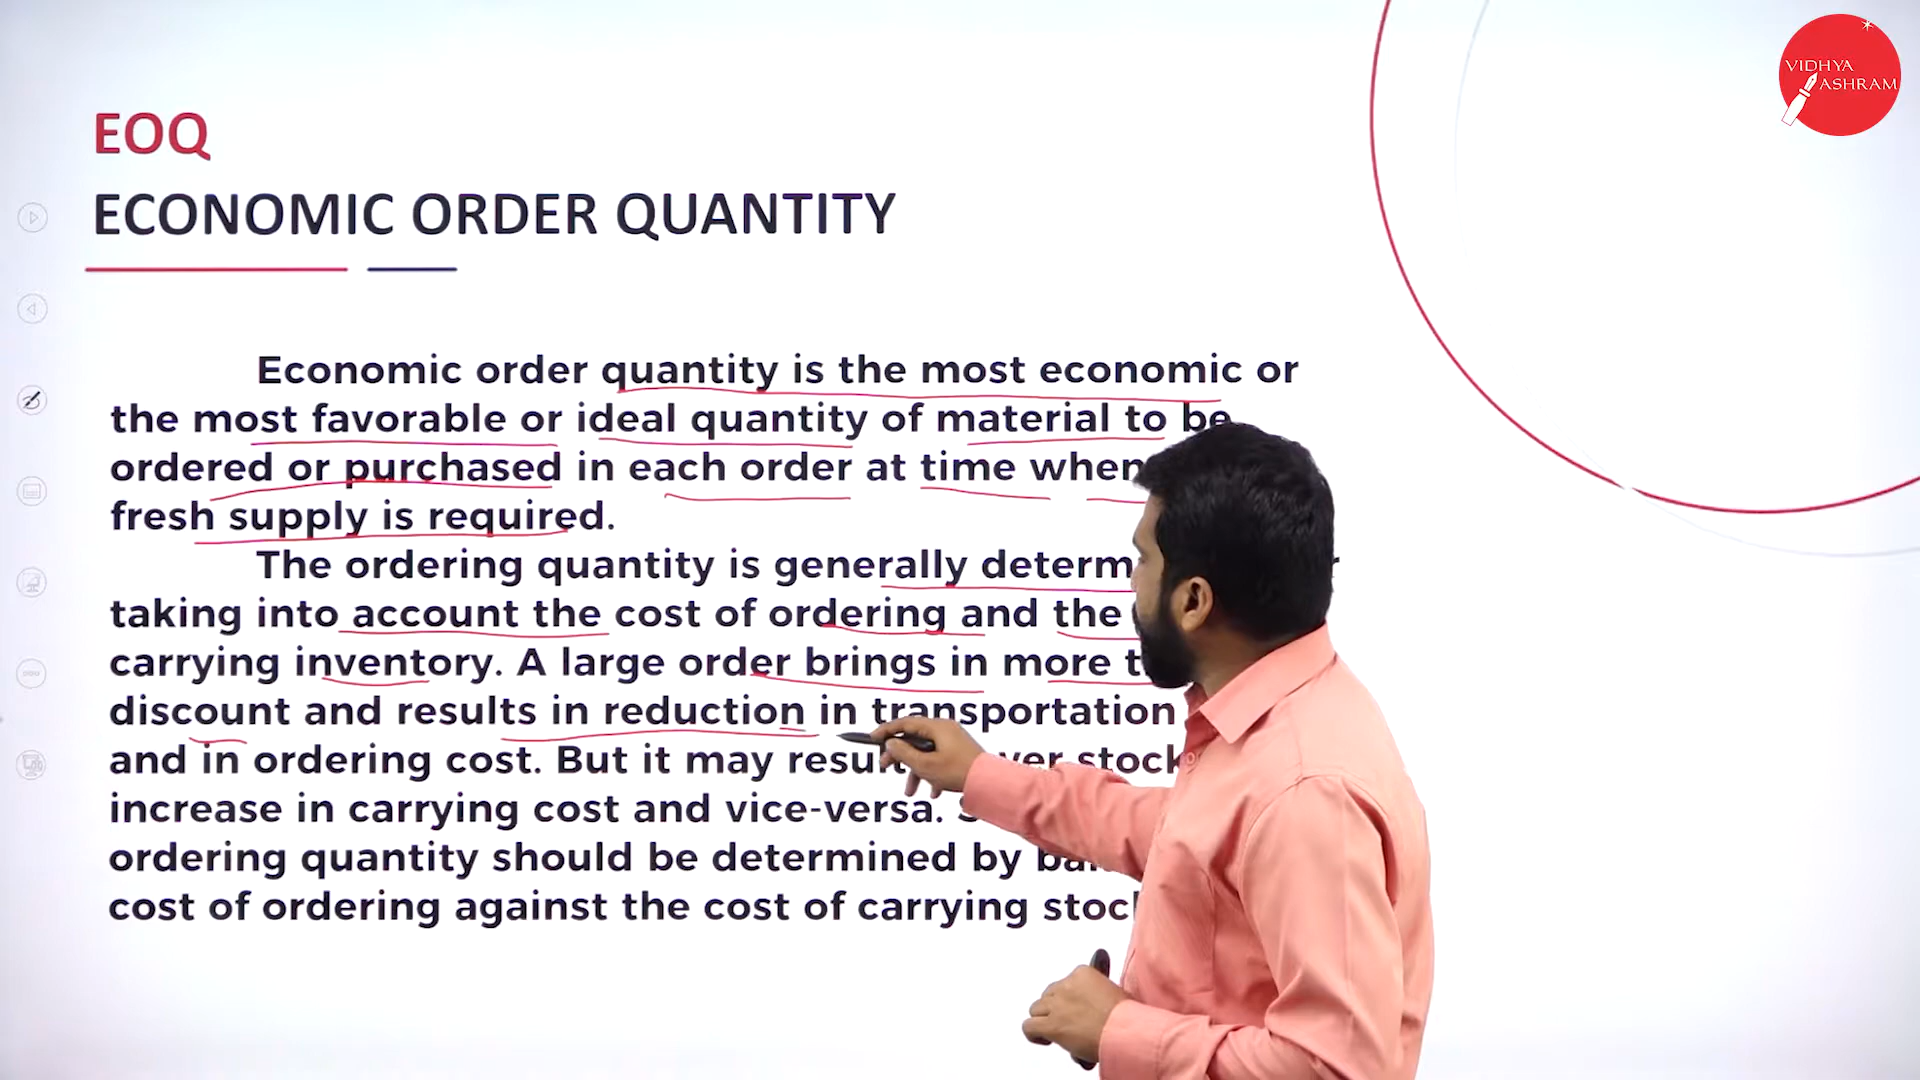 VIDHYA
ASHRAM
EOQ
ECONOMIC ORDER QUANTITY
Economic order quantity is the most economic or
the most favorable or ideal quantity of material to be
ordered or purchased in each order at time when
fresh supply is required.
The ordering quantity is generally
taking into account the cost of ordering and the
carrying inventory. A large order brings in more
discount and results in reduction in transportation
and in ordering cost. But it may stock
increase in carrying cost and vice-versa.
ordering quantity should be determined by
cost of ordering against the cost of carrying